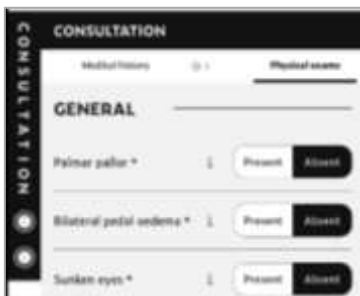 CONSULTATION
CONSULTATION
Medical history
Physical exams
GENERAL
Palmar pallor *
Present Absent
Bilateral pedal oedema *
Present Absent
Sunken eyes *
Present Absent